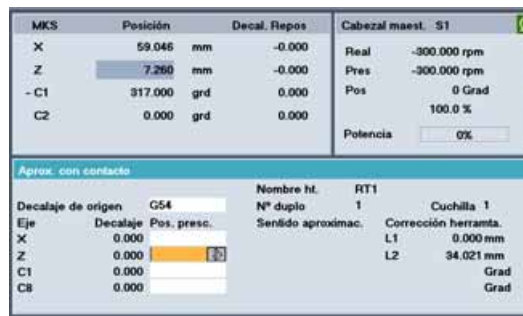 MKS Posición Decal. Repos
X 59.046 mm -0.000
Z 7.260 mm -0.000
- C1 317.000 grd 0.000
C2 0.000 grd 0.000
Cabezal maest. S1
Real -300.000 rpm
Pres -300.000 rpm
Pos 0 Grad
100.0 %
Potencia 0%
Aprox. con contacto
Nombre ht. RT1
Decalaje de origen G54 Nº duplo 1 Cuchilla 1
Eje Decalaje Pos. presc. Sentido aproximac. Corrección herramta.
X 0.000 L1 0.000 mm
Z 0.000 L2 34.021 mm
C1 0.000 Grad
C8 0.000 Grad